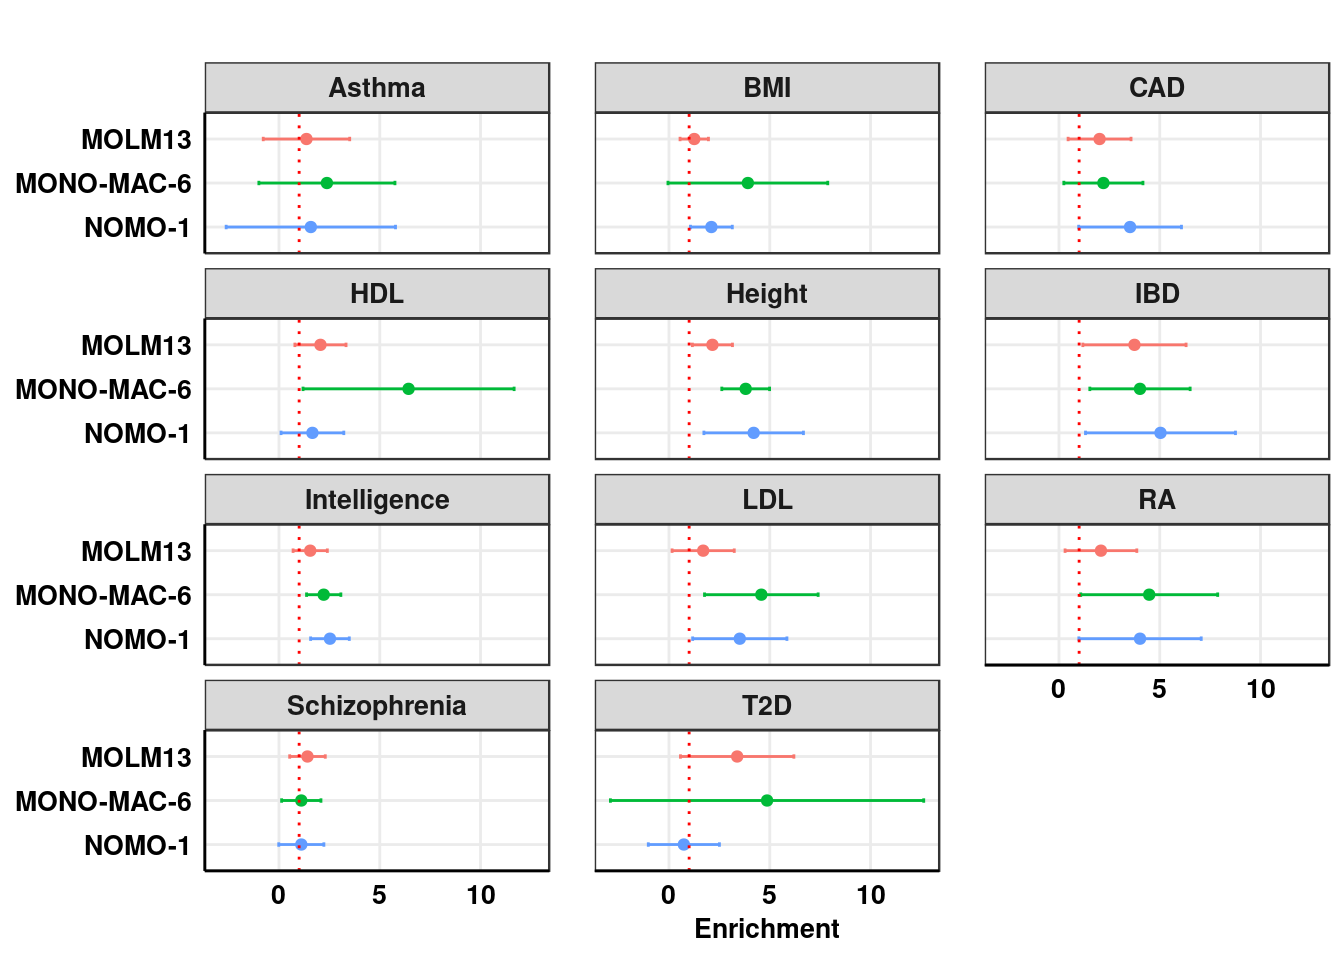 Asthma BMI CAD
MOLM13
MONO-MAC-6
NOMO-1
HDL Height IBD
MOLM13
MONO-MAC-6
NOMO-1
Intelligence LDL RA
MOLM13
MONO-MAC-6
NOMO-1
0 5 10
Schizophrenia T2D
MOLM13
MONO-MAC-6
NOMO-1
0 5 10 0 5 10
Enrichment